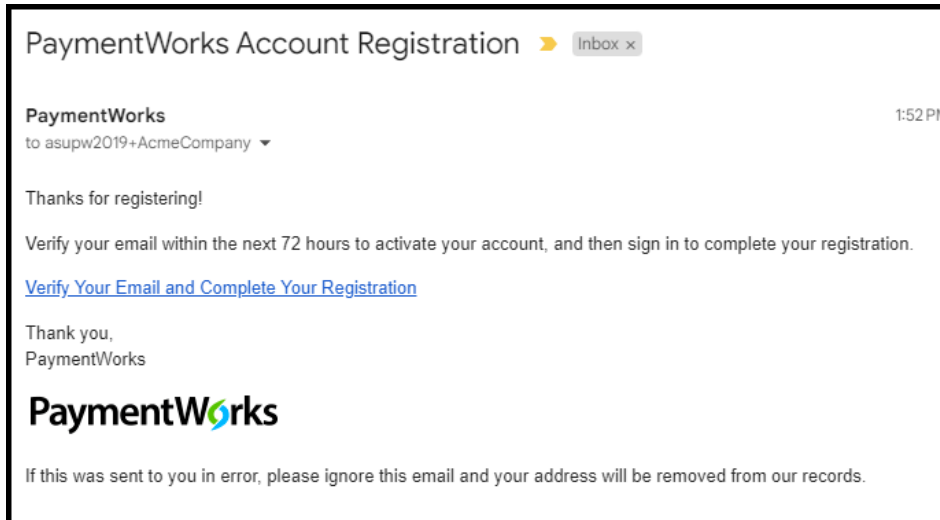 PaymentWorks Account Registration Inbox x
PaymentWorks 1:52 PM
to asupw2019+AcmeCompany
Thanks for registering!
Verify your email within the next 72 hours to activate your account, and then sign in to complete your registration.
Verify Your Email and Complete Your Registration
Thank you,
PaymentWorks
PaymentWorks
If this was sent to you in error, please ignore this email and your address will be removed from our records.